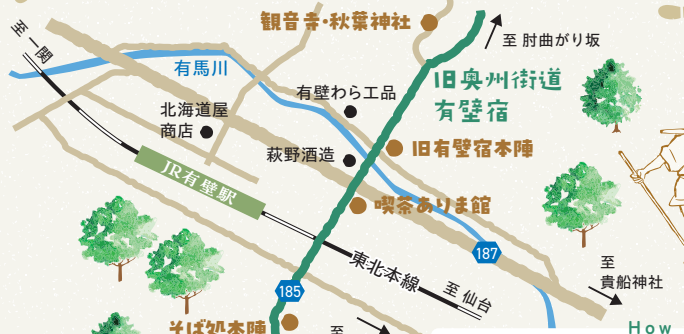 観音寺・秋葉神社
至 肘曲がり坂
至 一関
有馬川
旧奥州街道
有壁宿
有壁わら工品
北海道屋
商店
萩野酒造
旧有壁宿本陣
JR有壁駅
喫茶ありま館
187
東北本線
至 仙台
至
貴船神社
185
そば処本陣
至
How